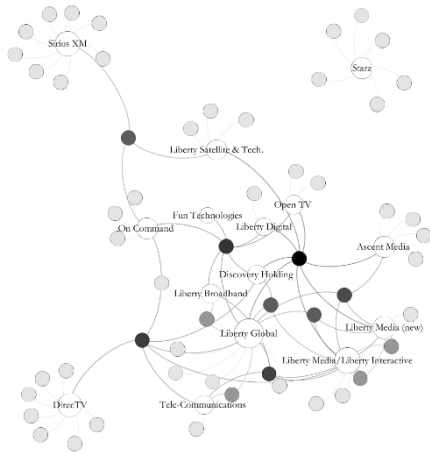 Sirius XM
Starz
Liberty Satellite & Tech.
Open TV
Fun Technologies
Liberty Digital
On Command
Ascent Media
Discovery Holding
Liberty Broadband
Liberty Global
Liberty Media (new)
Liberty Media/Liberty Interactive
DirecTV
Tele-Communications